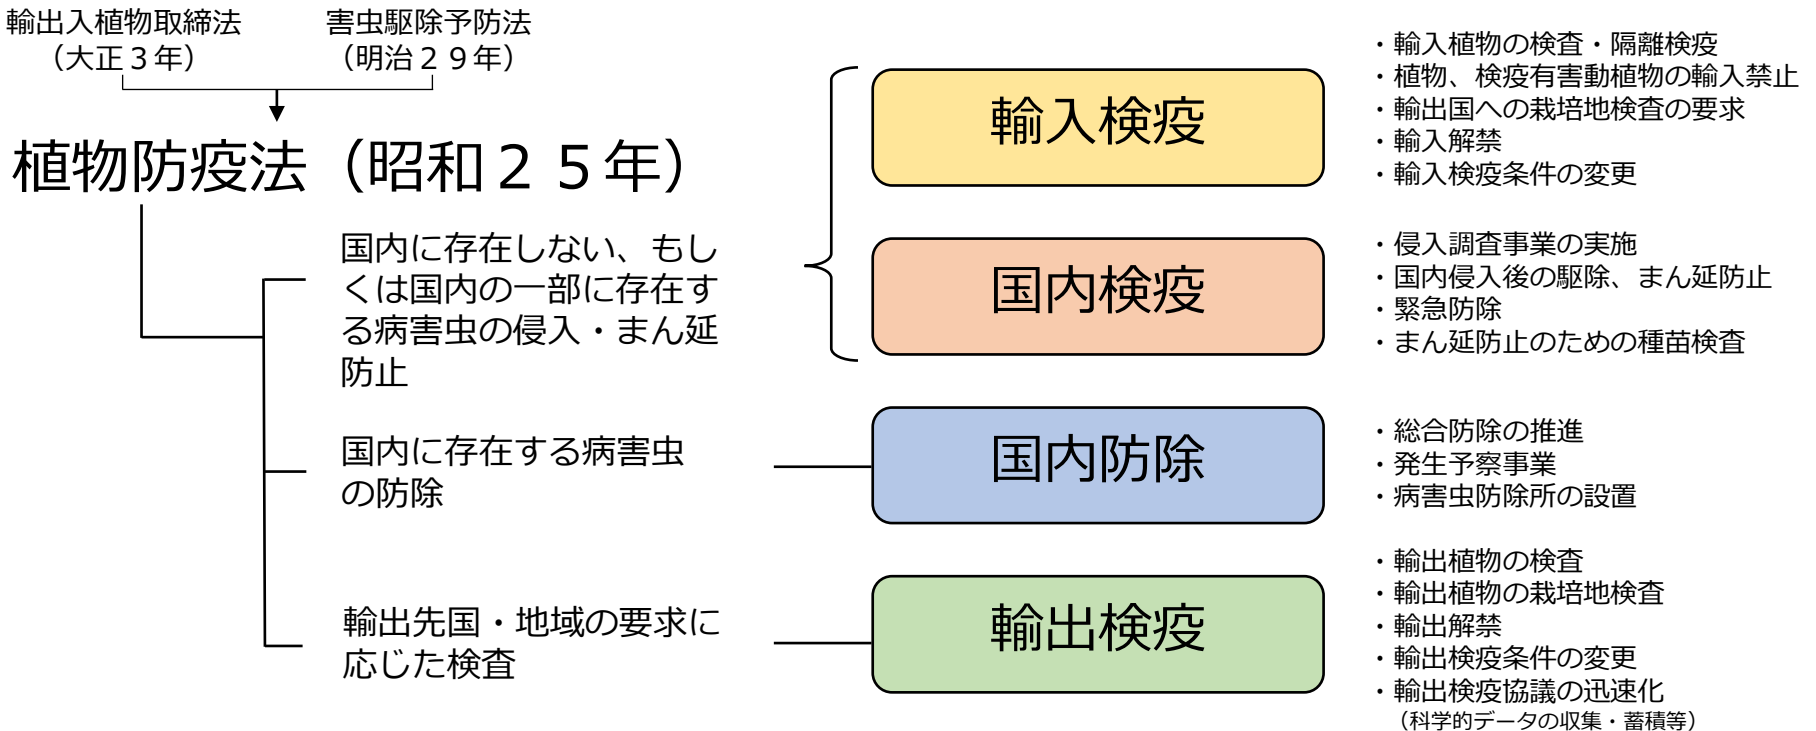 輸出入植物取締法
（大正３年）
害虫駆除予防法
（明治２９年）
植物防疫法（昭和２５年）
国内に存在しない、もし
くは国内の一部に存在す
る病害虫の侵入・まん延
防止
国内に存在する病害虫
の防除
輸出先国・地域の要求に
応じた検査
輸入検疫
・輸入植物の検査・隔離検疫
・植物、検疫有害動植物の輸入禁止
・輸出国への栽培地検査の要求
・輸入解禁
・輸入検疫条件の変更
国内検疫
・侵入調査事業の実施
・国内侵入後の駆除、まん延防止
・緊急防除
・まん延防止のための種苗検査
国内防除
・総合防除の推進
・発生予察事業
・病害虫防除所の設置
輸出検疫
・輸出植物の検査
・輸出植物の栽培地検査
・輸出解禁
・輸出検疫条件の変更
・輸出検疫協議の迅速化
（科学的データの収集・蓄積等）